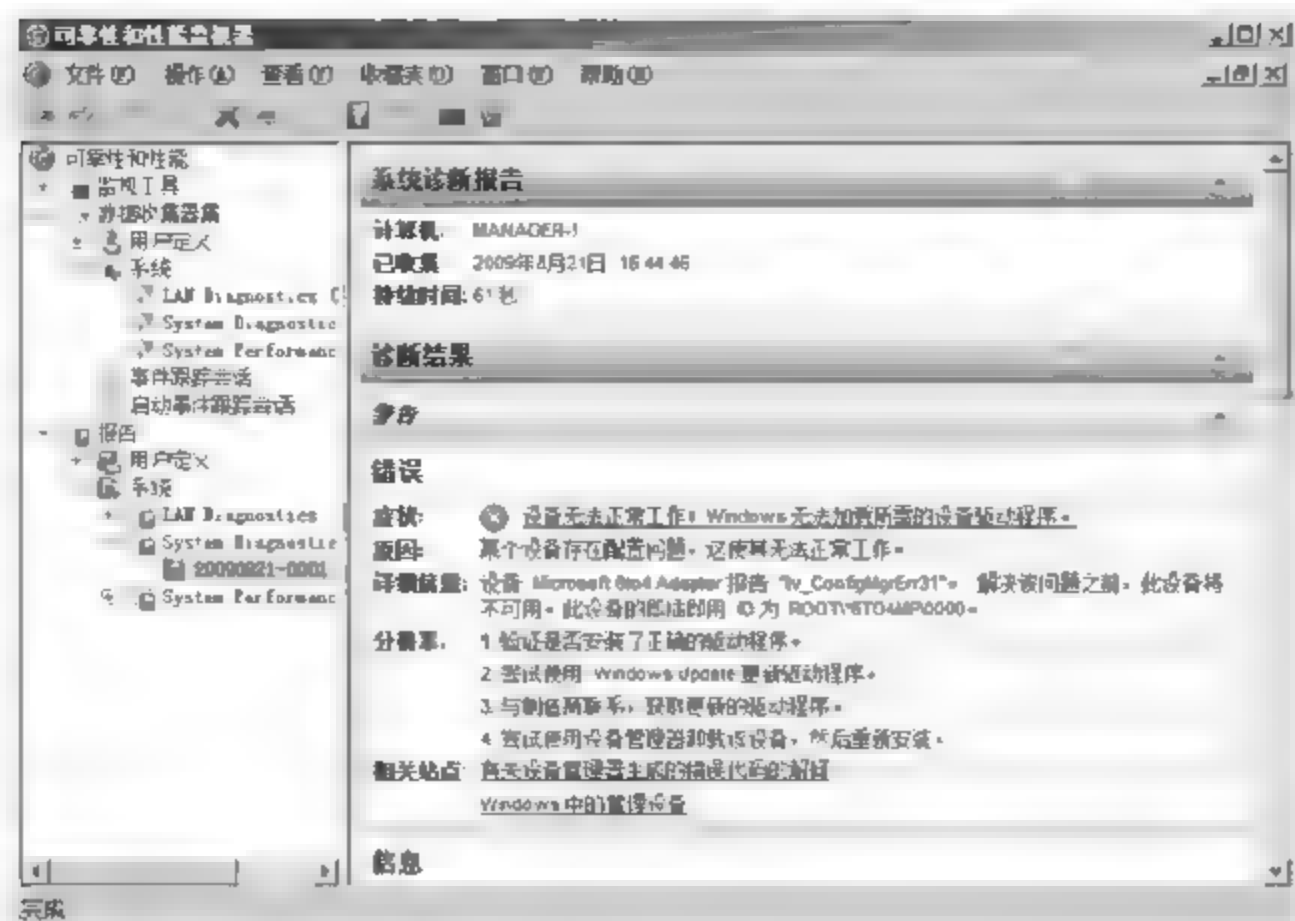 可靠性和性能监视器
文件(F) 操作(A) 查看(V) 收藏夹(O) 窗口(W) 帮助(H)
可靠性和性能
监视工具
数据收集器集
用户定义
系统
LAN Diagnostics C
System Diagnostic
System Performanc
事件跟踪会话
启动事件跟踪会话
报告
用户定义
系统
LAN Diagnostics
System Diagnostic
20090821-0001
System Performanc
系统诊断报告
计算机: MANAGER-1
已收集 2009年8月21日 16:44:46
持续时间: 61 秒
诊断结果
警告
错误
症状: 设备无法正常工作。Windows 无法加载所需的设备驱动程序。
原因: 某个设备存在配置问题，这使其无法正常工作。
详细信息: 设备 Microsoft 6to4 Adapter 报告 "tv_ConfigMgrErr31"。 解决该问题之前，此设备将
不可用。此设备的即插即用 ID 为 ROOT\*6TO4MP\0000。
分辨率: 1. 验证是否安装了正确的驱动程序。
2. 尝试使用 Windows Update 更新驱动程序。
3. 与制造商联系，获取更新的驱动程序。
4. 尝试使用设备管理器卸载该设备，然后重新安装。
相关站点: 有关设备管理器生成的错误代码的解释
Windows 中的管理设备
信息
完成